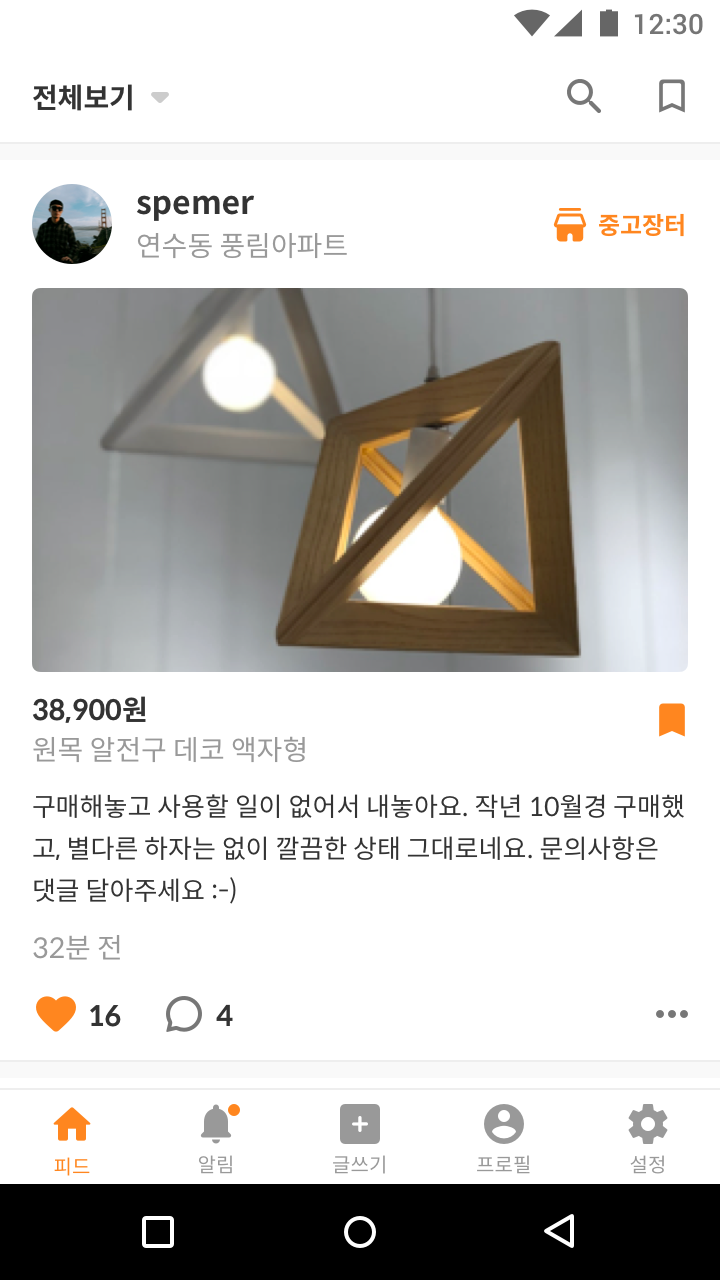 12:30
전체보기
spemer
연수동 풍림아파트
중고장터
38,900원
원목 알전구 데코 액자형
구매해놓고 사용할 일이 없어서 내놓아요. 작년 10월경 구매했
고, 별다른 하자는 없이 깔끔한 상태 그대로네요. 문의사항은
댓글 달아주세요 :-)
32분 전
16 4
피드 알림 글쓰기 프로필 설정